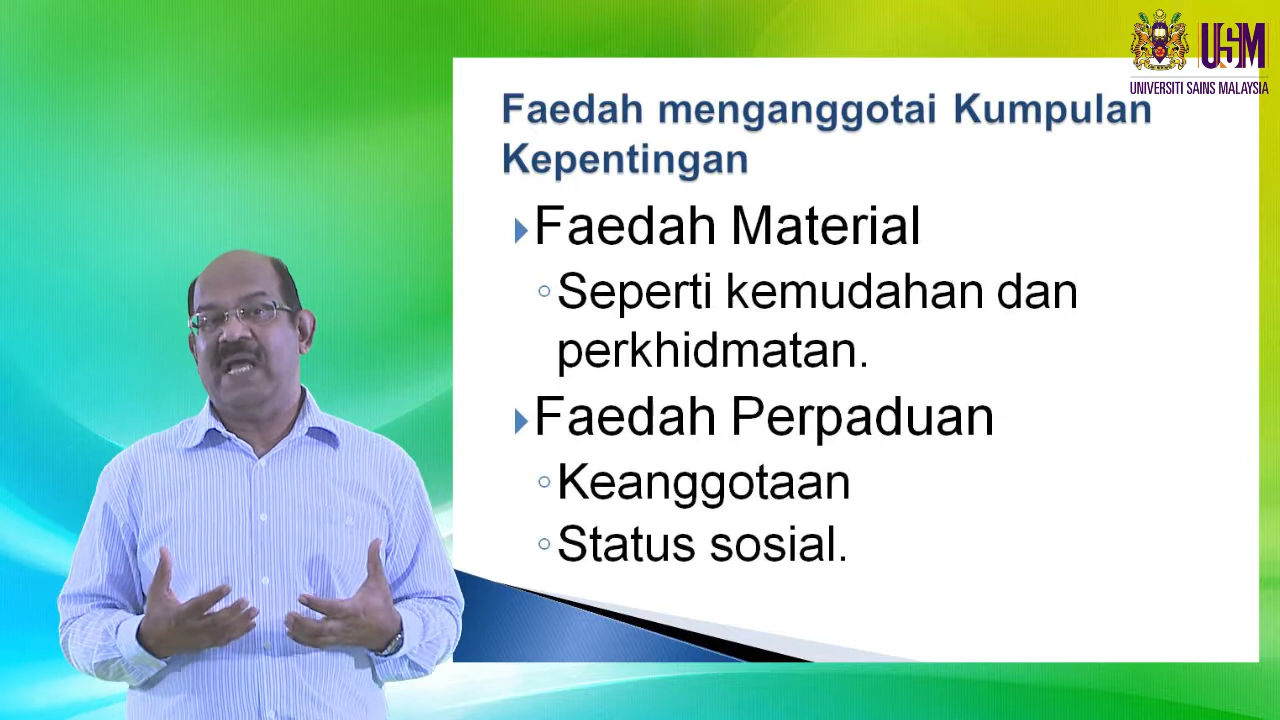 USM
UNIVERSITI SAINS MALAYSIA
Faedah menganggotai Kumpulan
Kepentingan
Faedah Material
Seperti kemudahan dan
perkhidmatan.
Faedah Perpaduan
Keanggotaan
Status sosial.